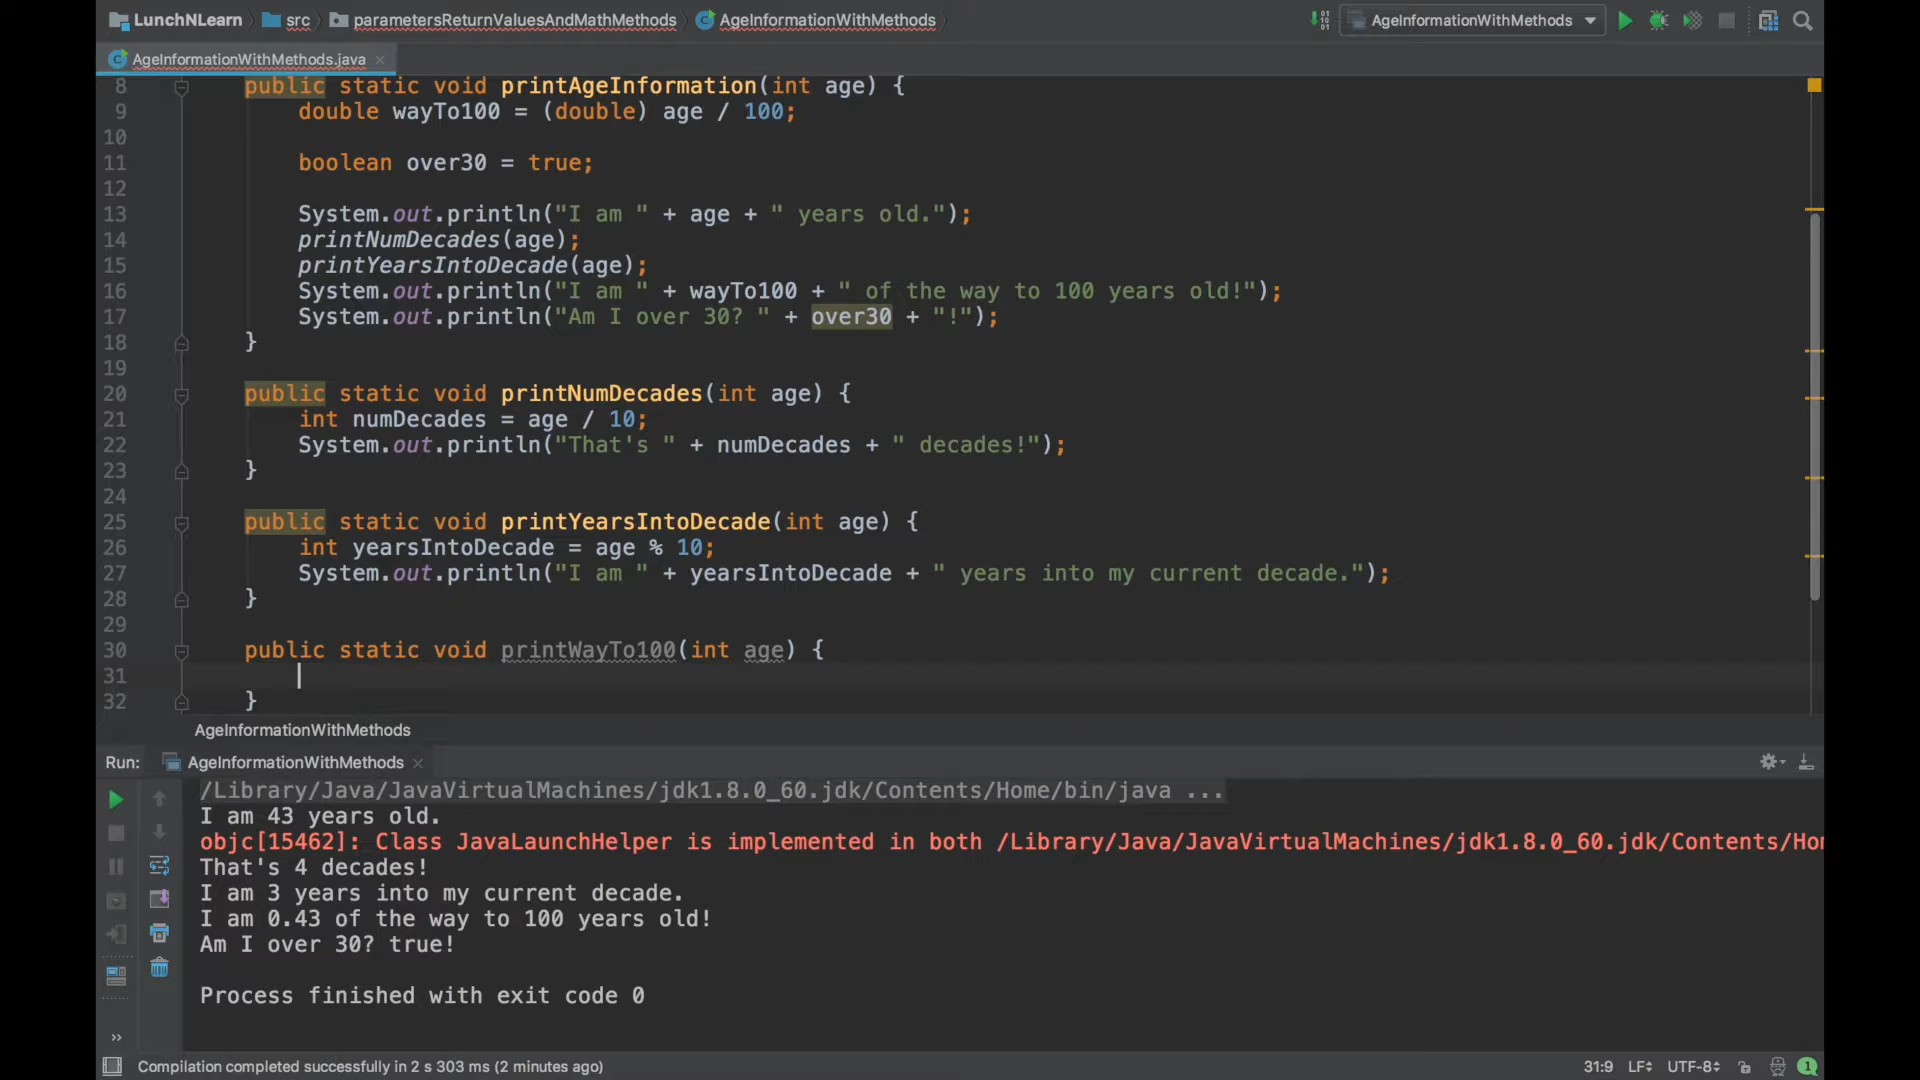 LunchNLearn src parametersReturnValuesAndMathMethods AgeInformationWithMethods AgeInformationWithMethods
AgeInformationWithMethods.java
8 public static void printAgeInformation(int age) {
9 double wayTo100 = (double) age / 100;
10
11 boolean over30 = true;
12
13 System.out.println("I am " + age + " years old.");
14 printNumDecades(age);
15 printYearsIntoDecade(age);
16 System.out.println("I am " + wayTo100 + " of the way to 100 years old!");
17 System.out.println("Am I over 30? " + over30 + "!");
18 }
19
20 public static void printNumDecades(int age) {
21 int numDecades = age / 10;
22 System.out.println("That's " + numDecades + " decades!");
23 }
24
25 public static void printYearsIntoDecade(int age) {
26 int yearsIntoDecade = age % 10;
27 System.out.println("I am " + yearsIntoDecade + " years into my current decade.");
28 }
29
30 public static void printWayTo100(int age) {
31
32 }
AgeInformationWithMethods
Run: AgeInformationWithMethods
/Library/Java/JavaVirtualMachines/jdk1.8.0_60.jdk/Contents/Home/bin/java ...
I am 43 years old.
objc[15462]: Class JavaLaunchHelper is implemented in both /Library/Java/JavaVirtualMachines/jdk1.8.0_60.jdk/Contents/Ho
That's 4 decades!
I am 3 years into my current decade.
I am 0.43 of the way to 100 years old!
Am I over 30? true!
Process finished with exit code 0
Compilation completed successfully in 2 s 303 ms (2 minutes ago) 31:9 LF UTF-8 1